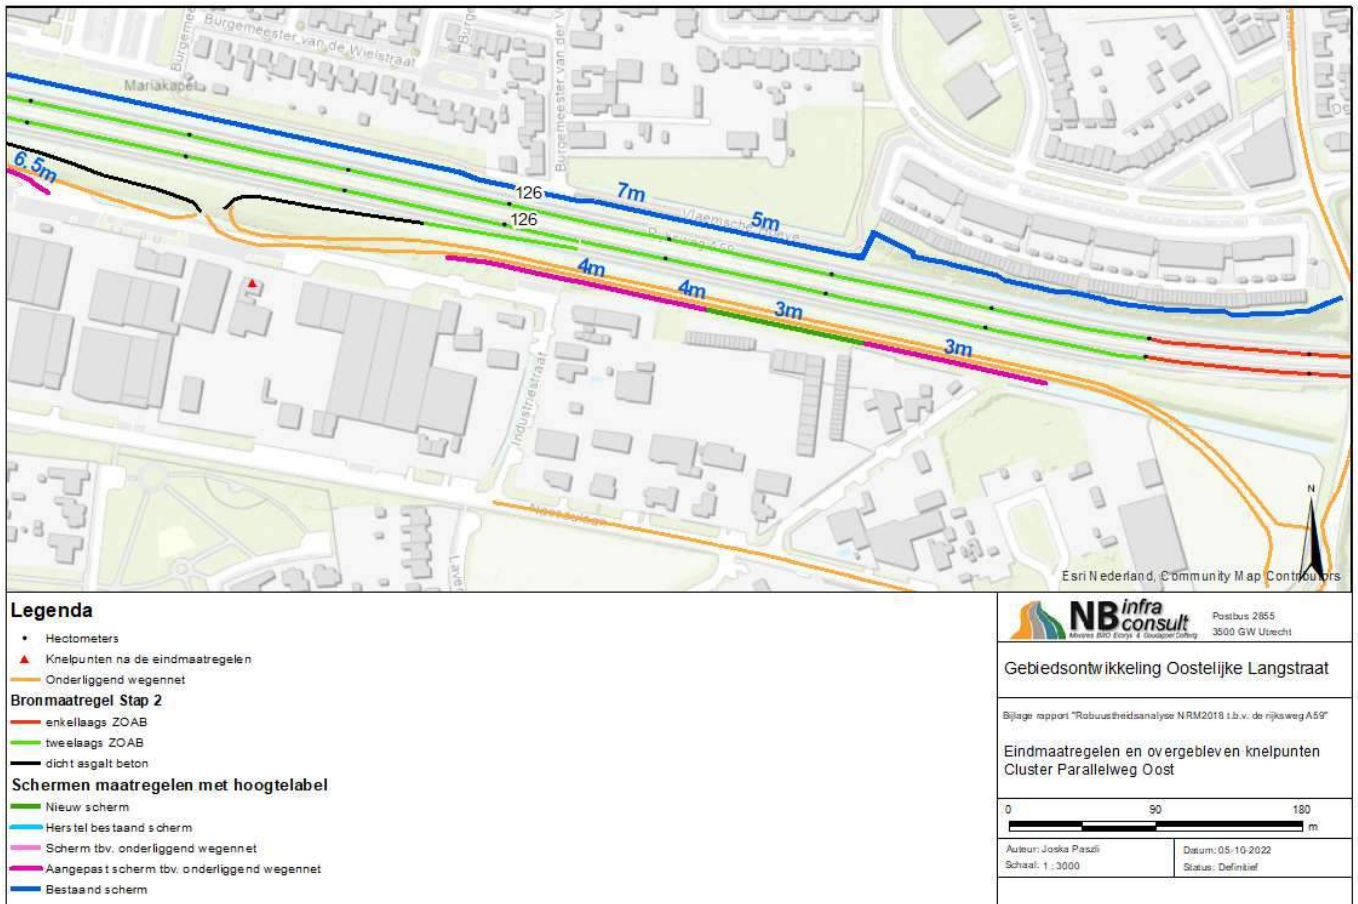 Burgemeester van de Wielstraat
Mariakapel
6,5m
126
126
7m
5m
4m
4m
3m
3m
Industriestraat
Nassaulaan
Esri Nederland, Community Map Contributors
N
Legenda
Hectometers
Knelpunten na de eindmaatregelen
Onderliggend wegennet
Bronmaatregel Stap 2
enkellaags ZOAB
tweelaags ZOAB
dicht asgalt beton
Schermen maatregelen met hoogtelabel
Nieuw scherm
Herstel bestaand scherm
Scherm tbv. onderliggend wegennet
Aangepast scherm tbv. onderliggend wegennet
Bestaand scherm
NB infra consult
Postbus 2855
3500 GW Utrecht
Gebiedsontwikkeling Oostelijke Langstraat
Bijlage rapport "Robuustheidsanalyse NRM2018 t.b.v. de rijksweg A59"
Eindmaatregelen en overgebleven knelpunten
Cluster Parallelweg Oost
0 90 180
m
Auteur: Joska Paszli
Schaal: 1 : 3000
Datum: 05-10-2022
Status: Definitief